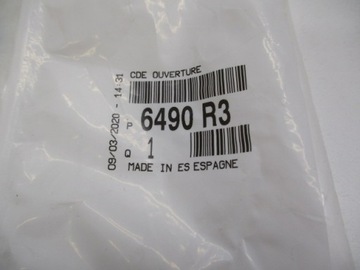 CDE OUVERTURE
P 6490 R3
Q 1
MADE IN ES ESPAGNE
09/03/2020 - 14:31